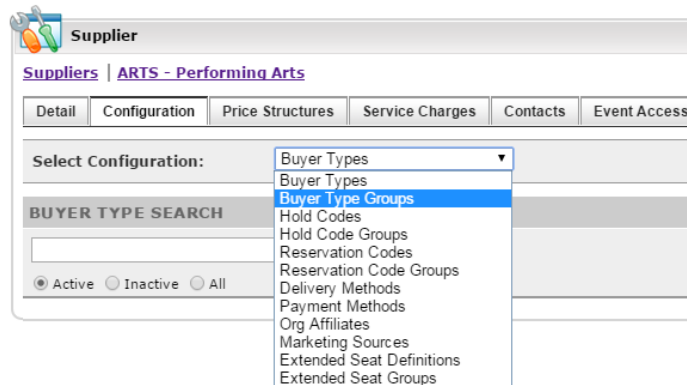 Supplier
Suppliers | ARTS - Performing Arts
Detail Configuration Price Structures Service Charges Contacts Event Access
Select Configuration: Buyer Types
Buyer Types
Buyer Type Groups
BUYER TYPE SEARCH
Hold Codes
Hold Code Groups
Reservation Codes
Reservation Code Groups
Active Inactive All
Delivery Methods
Payment Methods
Org Affiliates
Marketing Sources
Extended Seat Definitions
Extended Seat Groups